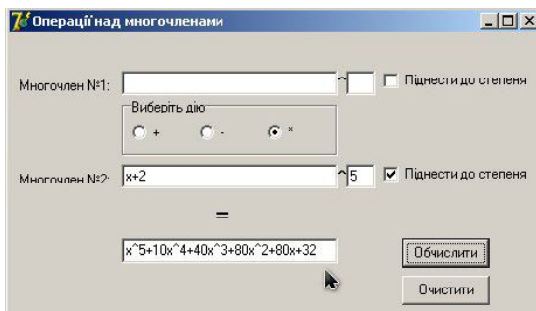 Операції над многочленами
Многочлен №1: ^ Піднести до степеня
Виберіть дію
+ - *
Многочлен №2: x+2 ^ 5 Піднести до степеня
=
x^5+10x^4+40x^3+80x^2+80x+32
Обчислити
Очистити